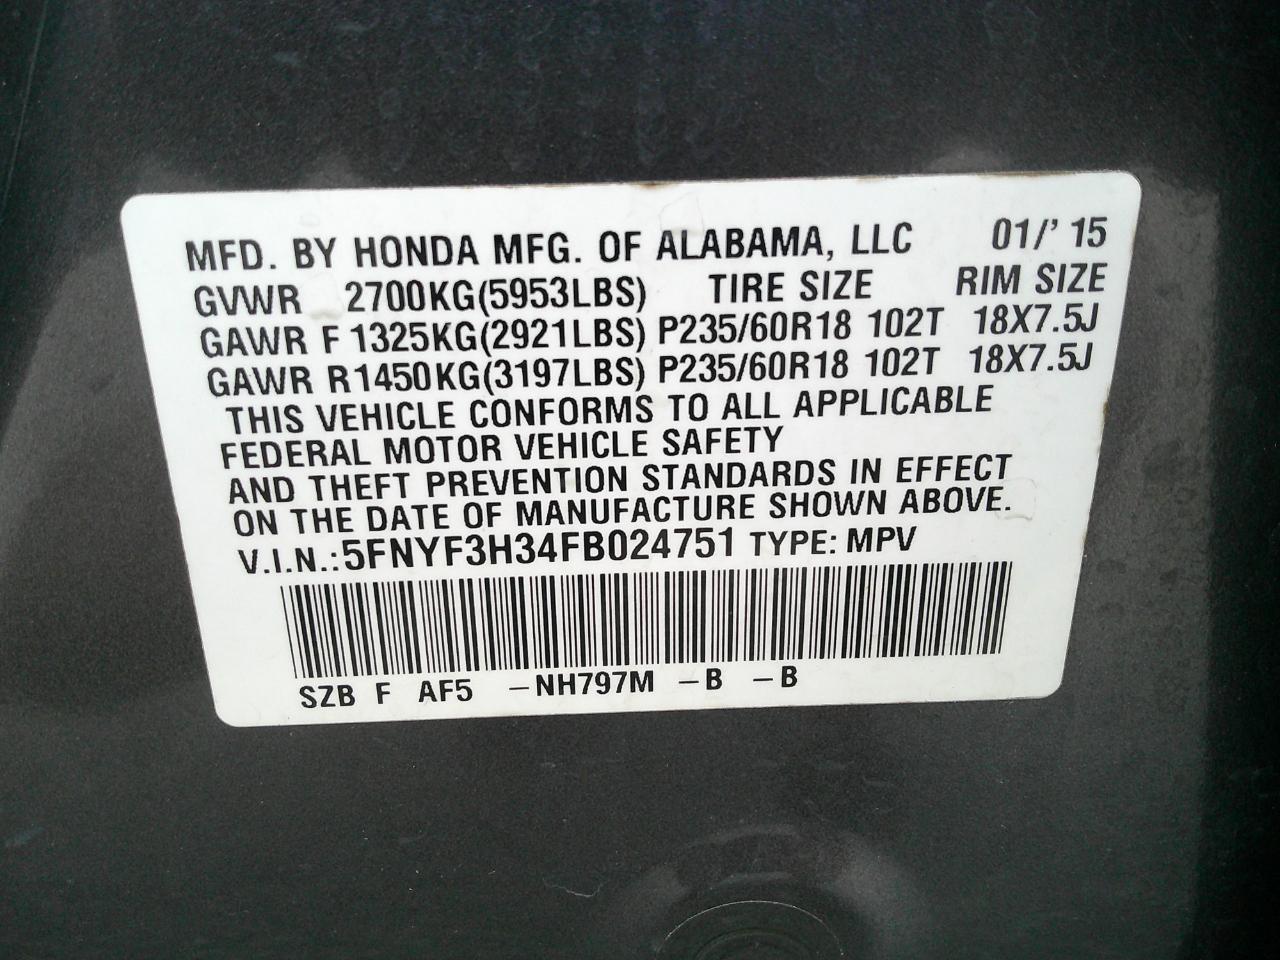 MFD. BY HONDA MFG. OF ALABAMA, LLC 01/' 15
GVWR 2700KG(5953LBS) TIRE SIZE RIM SIZE
GAWR F 1325KG(2921LBS) P235/60R18 102T 18X7.5J
GAWR R1450KG(3197LBS) P235/60R18 102T 18X7.5J
THIS VEHICLE CONFORMS TO ALL APPLICABLE
FEDERAL MOTOR VEHICLE SAFETY
AND THEFT PREVENTION STANDARDS IN EFFECT
ON THE DATE OF MANUFACTURE SHOWN ABOVE.
V.I.N.:5FNYF3H34FB024751 TYPE: MPV
SZB F AF5 -NH797M -B -B